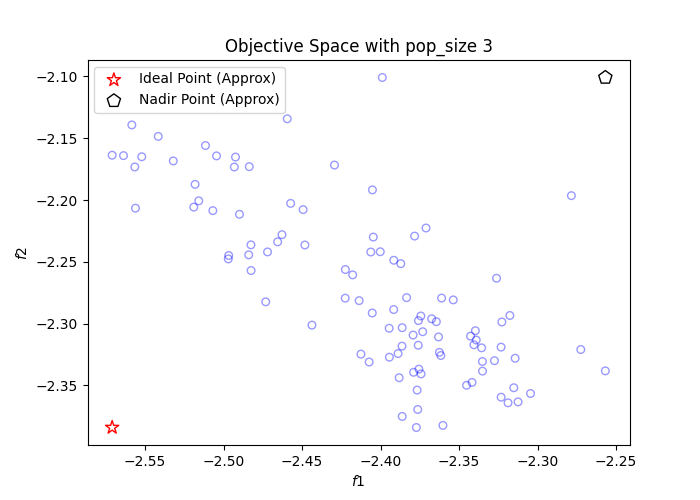 Objective Space with pop_size 3
Ideal Point (Approx)
Nadir Point (Approx)
f2
−2.10
−2.15
−2.20
−2.25
−2.30
−2.35
−2.55
−2.50
−2.45
−2.40
−2.35
−2.30
−2.25
f1